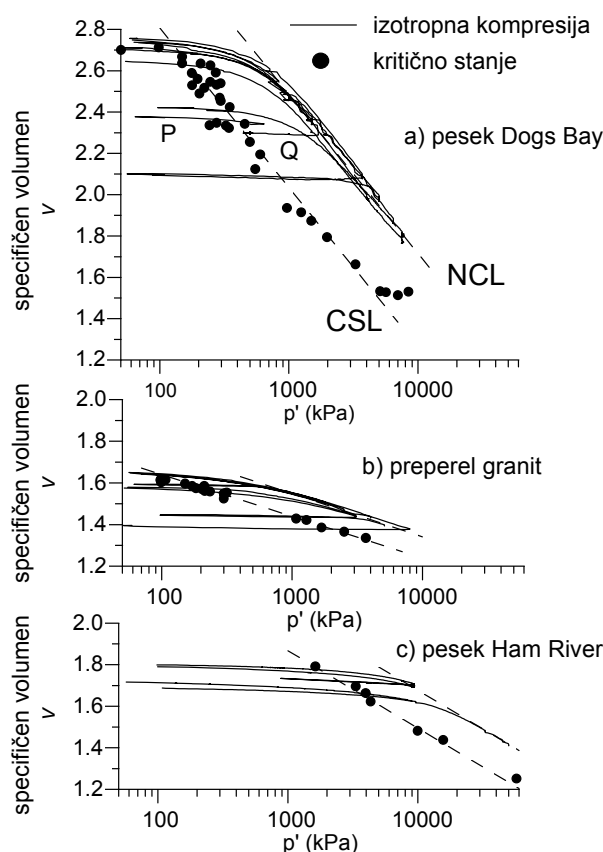 izotropna kompresija
kritično stanje
2.8
2.6
2.4
2.2
2.0
1.8
1.6
1.4
1.2
P
Q
a) pesek Dogs Bay
NCL
CSL
specifičen volumen
v
100
1000
10000
p' (kPa)
2.0
1.8
1.6
1.4
1.2
b) preperel granit
specifičen volumen
v
100
1000
10000
p' (kPa)
2.0
1.8
1.6
1.4
1.2
c) pesek Ham River
specifičen volumen
v
100
1000
10000
p' (kPa)